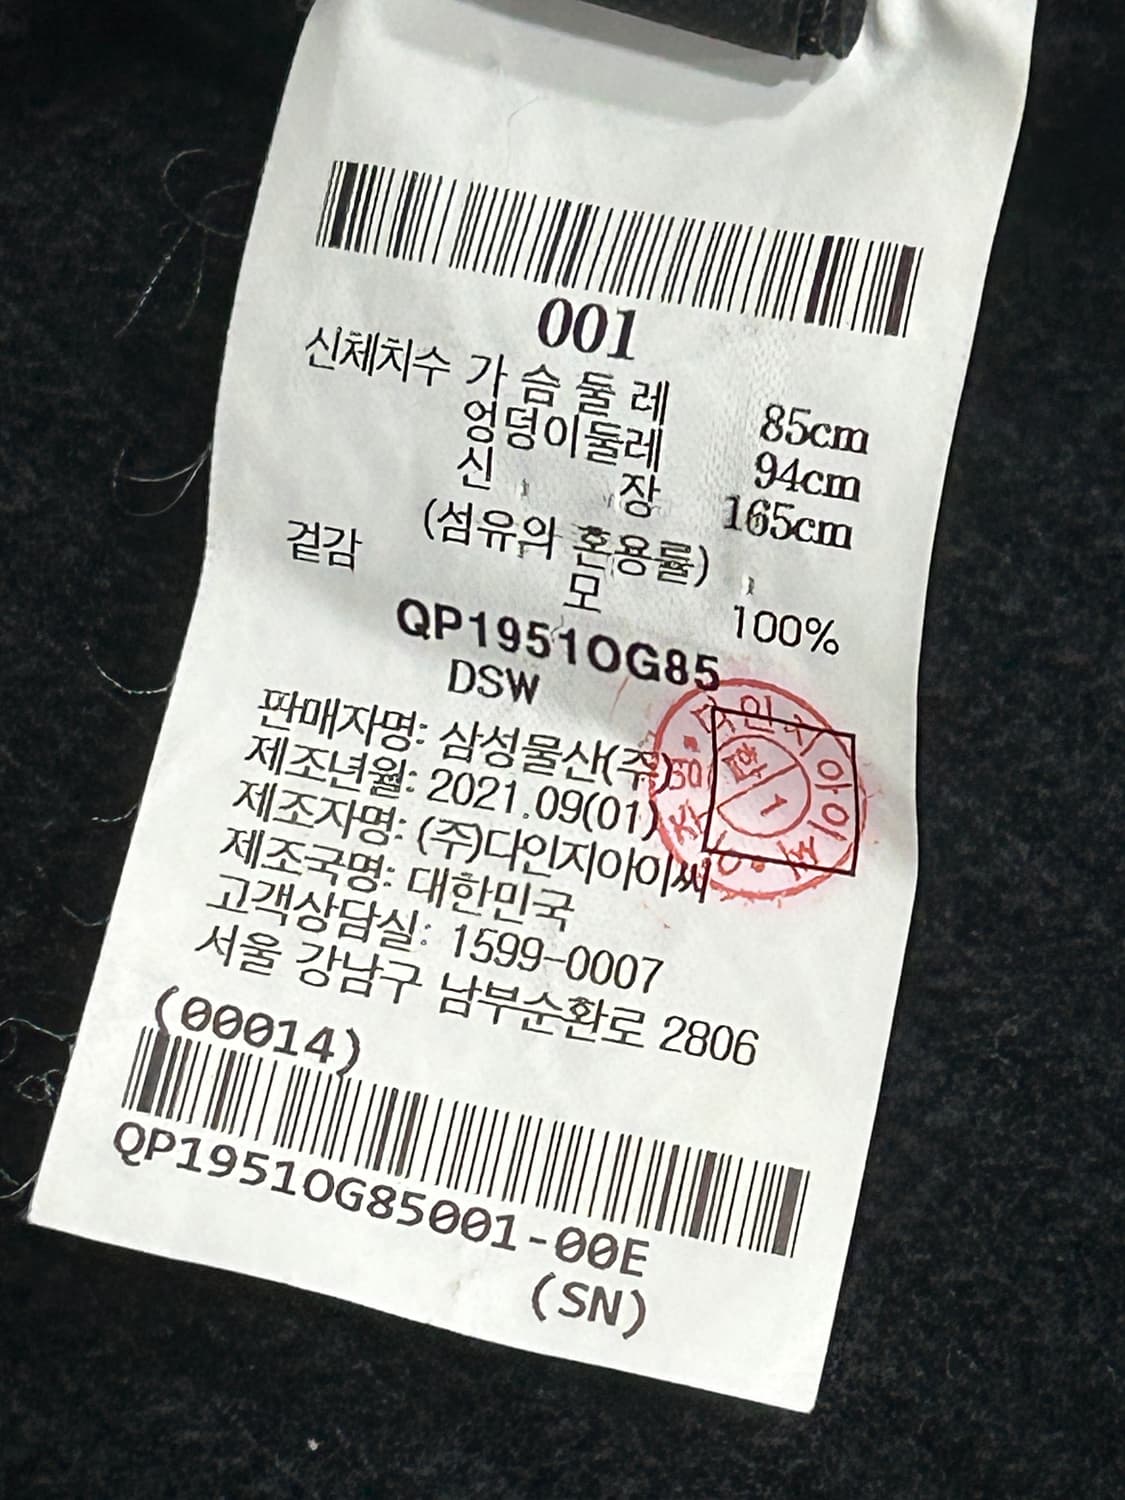 001
신체치수 가슴둘레 85cm
엉덩이둘레 94cm
신장 165cm
(섬유의 혼용률)
겉감 모 100%
QP1951OG85
DSW
판매자명: 삼성물산(주)
제조년월: 2021.09(01)
제조자명: (주)다인지아이씨
제조국명: 대한민국
고객상담실: 1599-0007
서울 강남구 남부순환로 2806
(00014)
QP1951OG85001-00E
(SN)